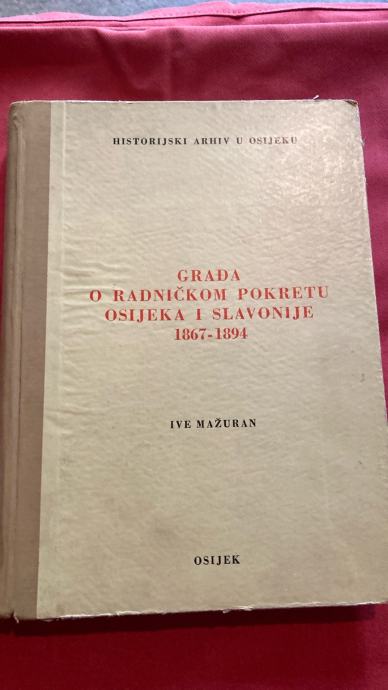 HISTORIJSKI ARHIV U OSIJEKU
GRAĐA
O RADNIČKOM POKRETU
OSIJEKA I SLAVONIJE
1867-1894
IVE MAŽURAN
OSIJEK